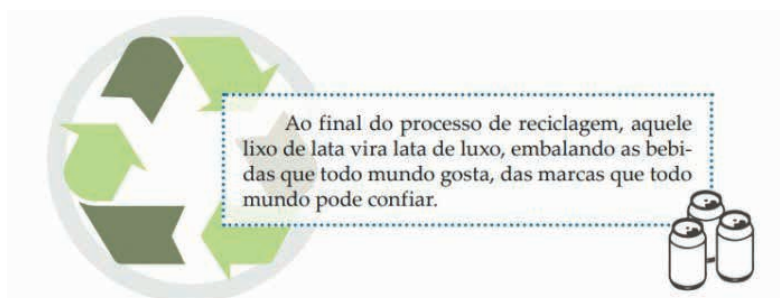 Ao final do processo de reciclagem, aquele
lixo de lata vira lata de luxo, embalando as bebi-
das que todo mundo gosta, das marcas que todo
mundo pode confiar.